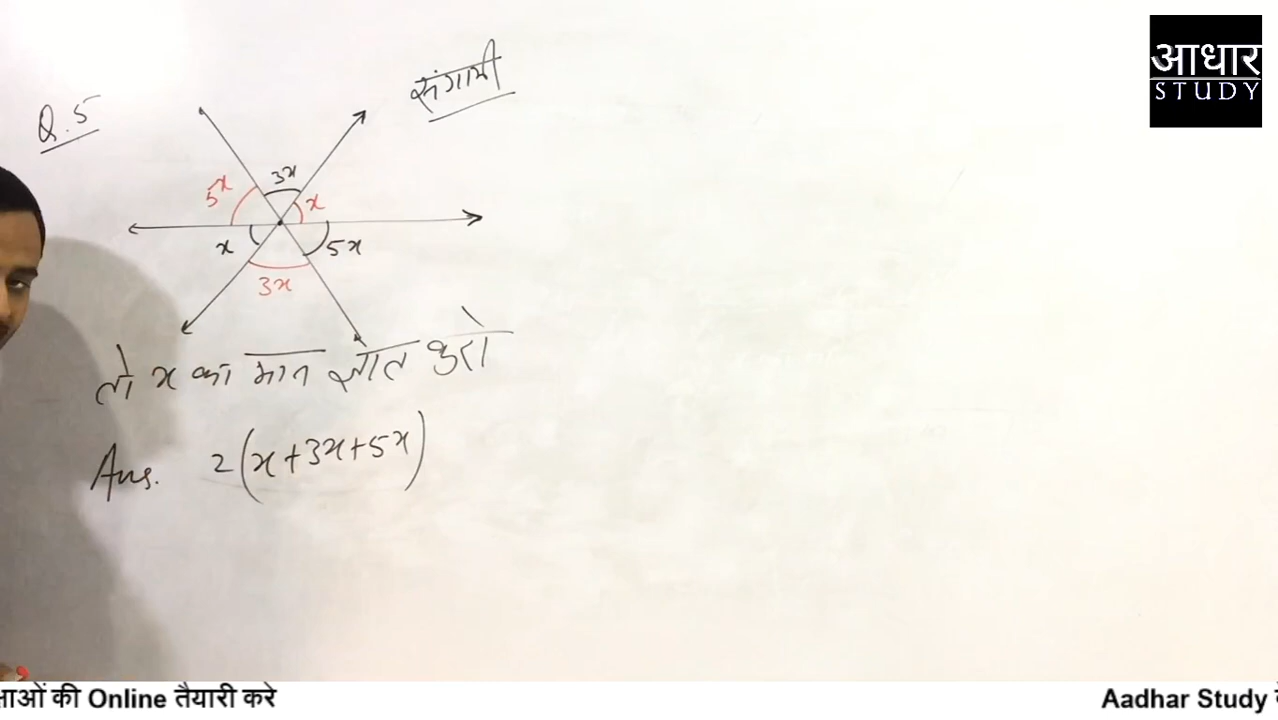 संगामी
Q.5
3x
5x
x
x
5x
3x
तो x का मान ज्ञात करो
Ans. 2(x+3x+5x)
आधार
STUDY
क्षाओं की Online तैयारी करे
Aadhar Study